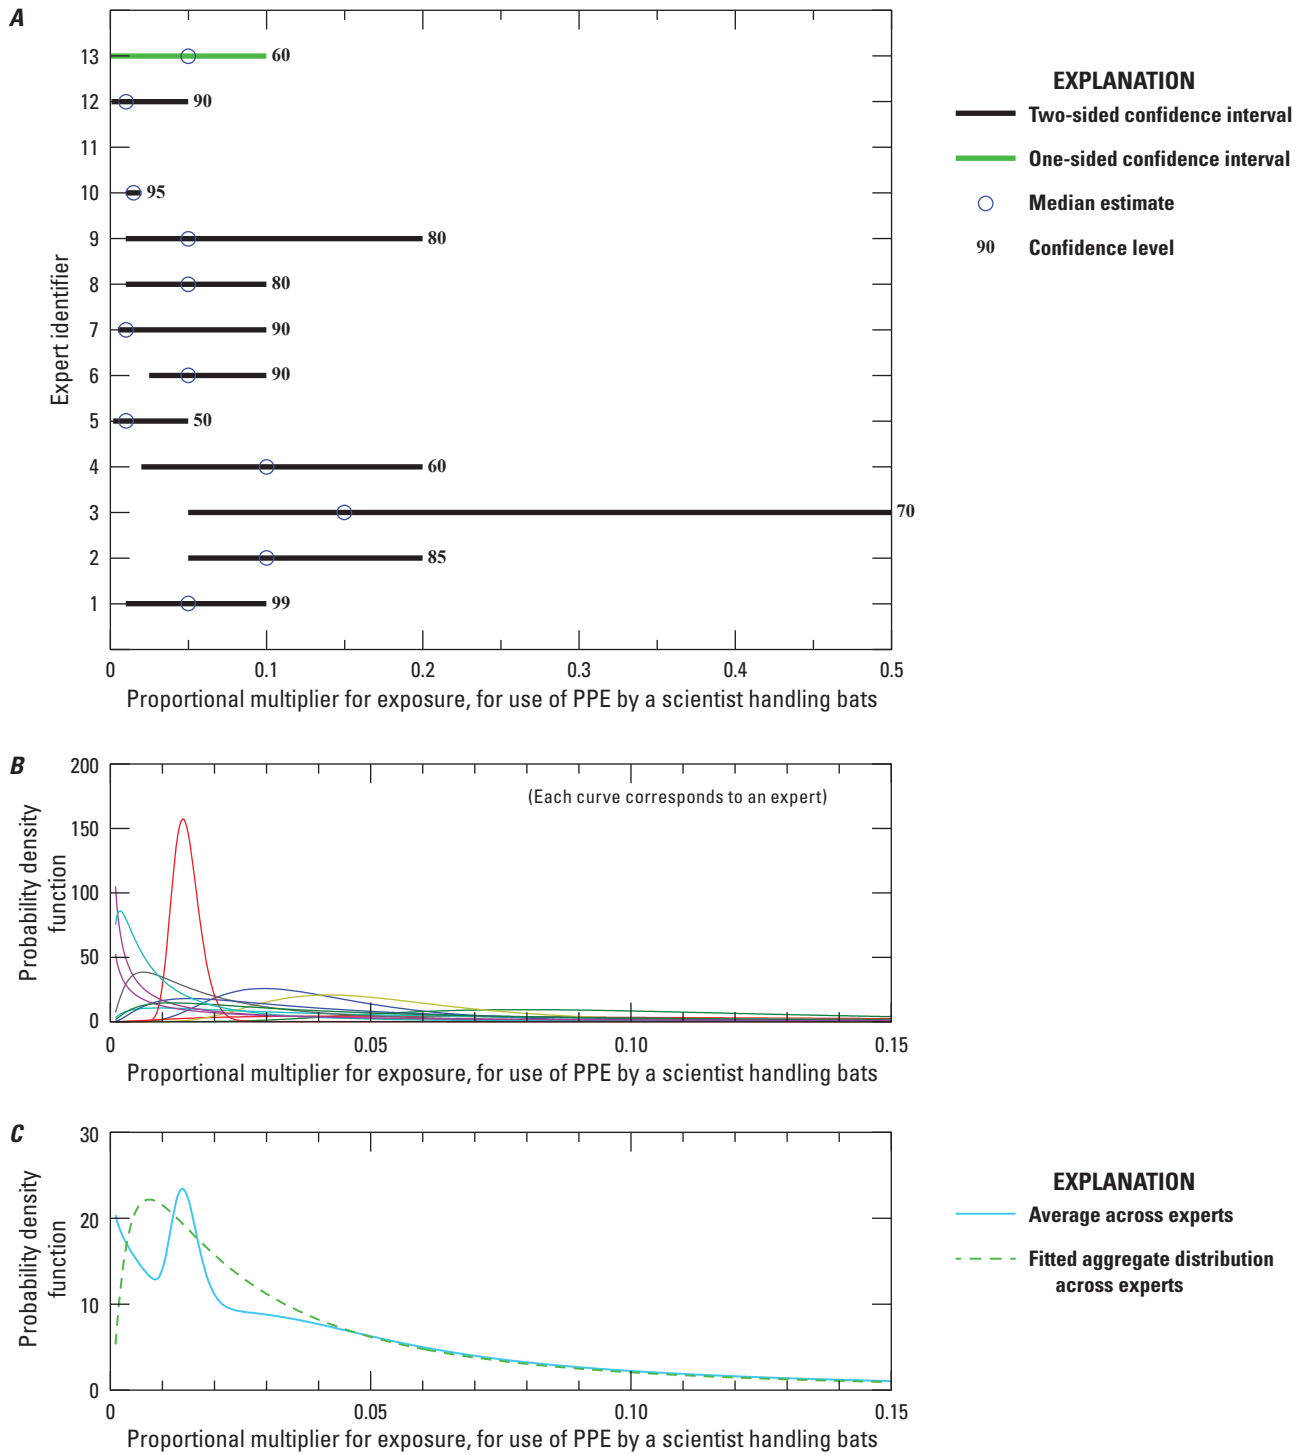 A
13
12
11
10
9
8
7
6
5
4
3
2
1
Expert identifier
60
90
95
80
80
90
90
50
60
70
85
99
0
0.1
0.2
0.3
0.4
0.5
Proportional multiplier for exposure, for use of PPE by a scientist handling bats
EXPLANATION
Two-sided confidence interval
One-sided confidence interval
Median estimate
90 Confidence level
B
200
150
100
50
0
Probability density
function
(Each curve corresponds to an expert)
0
0.05
0.10
0.15
Proportional multiplier for exposure, for use of PPE by a scientist handling bats
C
30
20
10
0
Probability density
function
0
0.05
0.10
0.15
Proportional multiplier for exposure, for use of PPE by a scientist handling bats
EXPLANATION
Average across experts
Fitted aggregate distribution
across experts